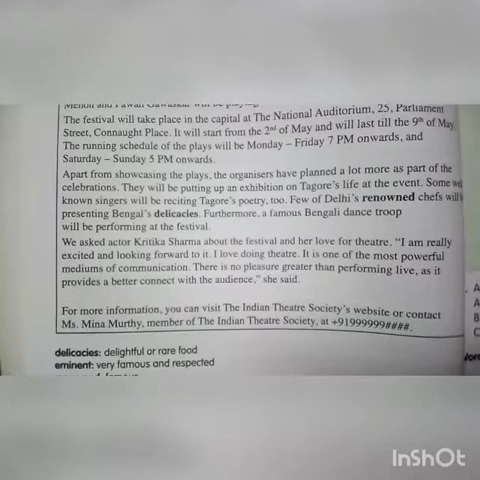 The festival will take place in the capital at The National Auditorium, 25, Parliament
Street, Connaught Place. It will start from the 2nd of May and will last till the 9th of May.
The running schedule of the plays will be Monday – Friday 7 PM onwards, and
Saturday – Sunday 5 PM onwards.
Apart from showcasing the plays, the organisers have planned a lot more as part of the
celebrations. They will be putting up an exhibition on Tagore's life at the event. Some
known singers will be reciting Tagore's poetry, too. Few of Delhi's renowned chefs will
presenting Bengal's delicacies. Furthermore, a famous Bengali dance troop
will be performing at the festival.
We asked actor Kritika Sharma about the festival and her love for theatre. "I am really
excited and looking forward to it. I love doing theatre. It is one of the most powerful
mediums of communication. There is no pleasure greater than performing live, as it
provides a better connect with the audience," she said.
For more information, you can visit The Indian Theatre Society's website or contact
Ms. Mina Murthy, member of The Indian Theatre Society, at +91999999####.
delicacies: delightful or rare food
eminent: very famous and respected
InShOt